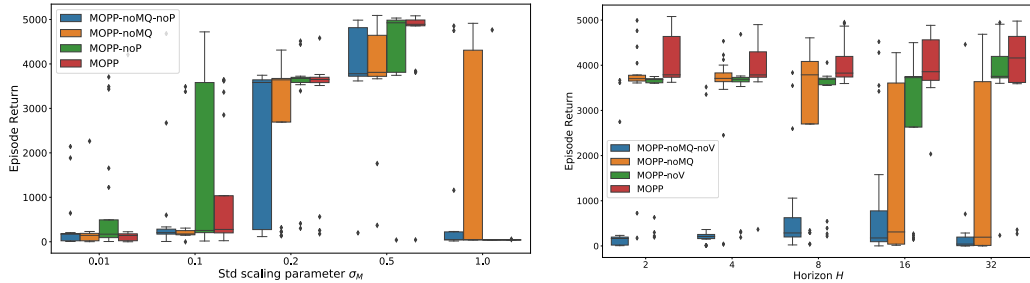 MOPP-noMQ-noP
MOPP-noMQ
MOPP-noP
MOPP
Episode Return
5000
4000
3000
2000
1000
0
0.01 0.1 0.2 0.5 1.0
Std scaling parameter σ_M
Episode Return
5000
4000
3000
2000
1000
0
MOPP-noMQ-noV
MOPP-noMQ
MOPP-noV
MOPP
2 4 8 16 32
Horizon H